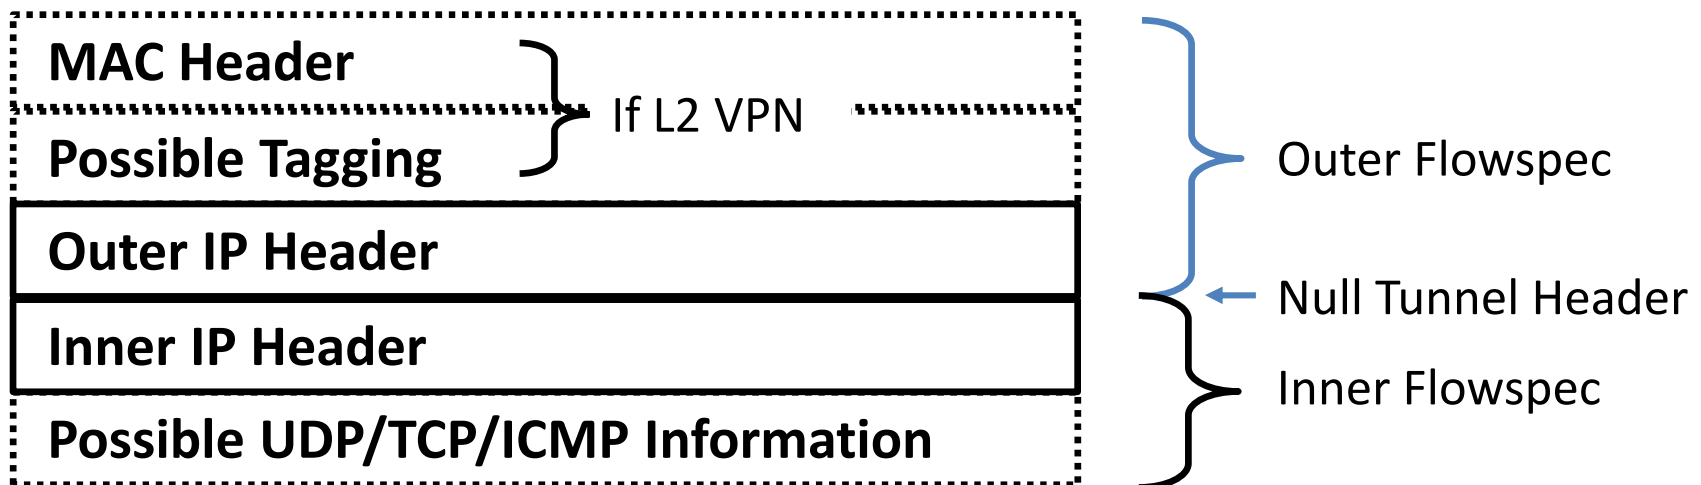 MAC Header
If L2 VPN
Possible Tagging
Outer Flowspec
Outer IP Header
Null Tunnel Header
Inner IP Header
Inner Flowspec
Possible UDP/TCP/ICMP Information